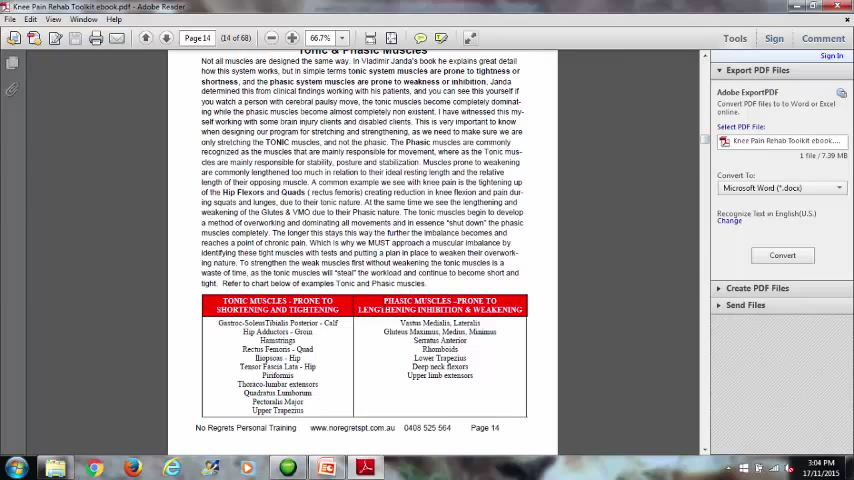 Knee Pain Rehab Toolkit ebook.pdf - Adobe Reader
File Edit View Window Help
Page 14 (14 of 68) 66.7% Tools Sign Comment
Sign In
Tonic & Phasic Muscles
Not all muscles are designed the same way. In Vladimir Janda's book he explains great detail
how this system works, but in simple terms tonic system muscles are prone to tightness or
shortness, and the phasic system muscles are prone to weakness or inhibition. Janda
determined this from clinical findings working with his patients, and you can see this yourself if
you watch a person with cerebral paulsy move, the tonic muscles become completely dominat-
ing while the phasic muscles become almost completely non existent. I have witnessed this my-
self working with some brain injury clients and disabled clients. This is very important to know
when designing our program for stretching and strengthening, as we need to make sure we are
only stretching the TONIC muscles, and not the phasic. The Phasic muscles are commonly
recognized as the muscles that are mainly responsible for movement, where as the Tonic mus-
cles are mainly responsible for stability, posture and stabilization. Muscles prone to weakening
are commonly lengthened too much in relation to their ideal resting length and the relative
length of their opposing muscle. A common example we see with knee pain is the tightening up
of the Hip Flexors and Quads ( rectus femoris) creating reduction in knee flexion and pain dur-
ing squats and lunges, due to their tonic nature. At the same time we see the lengthening and
weakening of the Glutes & VMO due to their Phasic nature. The tonic muscles begin to develop
a method of overworking and dominating all movements and in essence "shut down" the phasic
muscles completely. The longer this stays this way the further the imbalance becomes and
reaches a point of chronic pain. Which is why we MUST approach a muscular imbalance by
identifying these tight muscles with tests and putting a plan in place to weaken their overwork-
ing nature. To strengthen the weak muscles first without weakening the tonic muscles is a
waste of time, as the tonic muscles will "steal" the workload and continue to become short and
tight. Refer to chart below of examples Tonic and Phasic muscles.
TONIC MUSCLES - PRONE TO
SHORTENING AND TIGHTENING
Gastroc-SoleusTibialis Posterior - Calf
Hip Adductors - Groin
Hamstrings
Rectus Femoris - Quad
Iliopsoas - Hip
Tensor Fascia Lata - Hip
Piriformis
Thoraco-lumbar extensors
Quadratus Lumborum
Pectoralis Major
Upper Trapezius
PHASIC MUSCLES –PRONE TO
LENGTHENING INHIBITION & WEAKENING
Vastus Medialis, Lateralis
Gluteus Maximus, Medius, Minimus
Serratus Anterior
Rhomboids
Lower Trapezius
Deep neck flexors
Upper limb extensors
No Regrets Personal Training www.noregretspt.com.au 0408 525 564 Page 14
Export PDF Files
Adobe ExportPDF
Convert PDF files to to Word or Excel
online.
Select PDF File:
Knee Pain Rehab Toolkit ebook....
1 file / 7.39 MB
Convert To:
Microsoft Word (*.docx)
Recognize Text in English(U.S.)
Change
Convert
Create PDF Files
Send Files
3:04 PM
17/11/2015